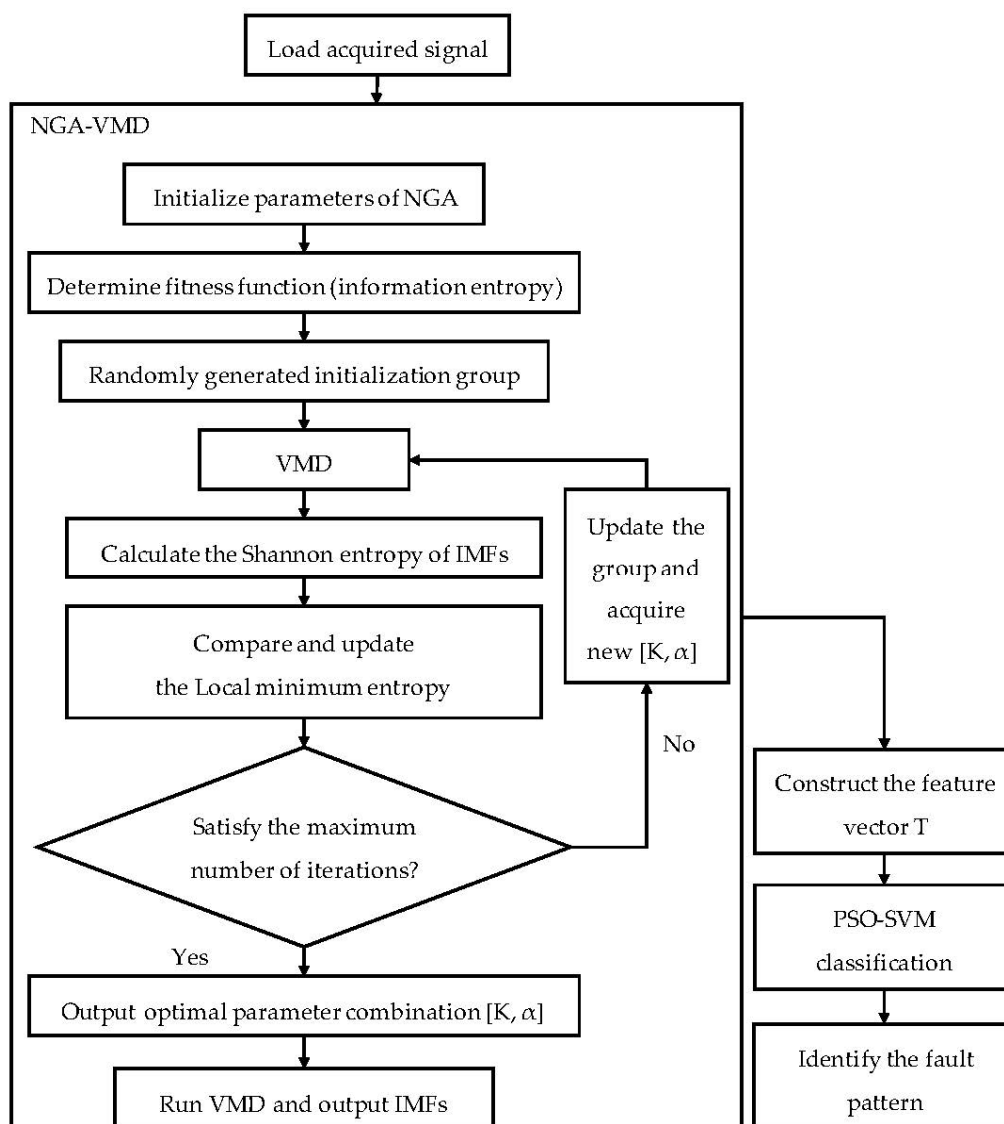 Load acquired signal
NGA-VMD
Initialize parameters of NGA
Determine fitness function (information entropy)
Randomly generated initialization group
VMD
Calculate the Shannon entropy of IMFs
Compare and update
the Local minimum entropy
Satisfy the maximum
number of iterations?
Yes
No
Update the
group and
acquire
new [K, α]
Output optimal parameter combination [K, α]
Run VMD and output IMFs
Construct the feature
vector T
PSO-SVM
classification
Identify the fault
pattern